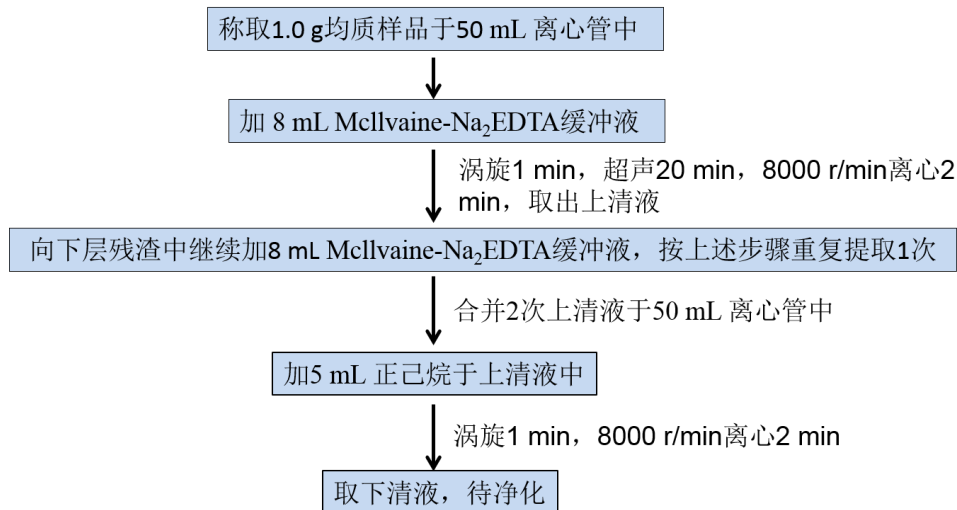 称取1.0 g均质样品于50 mL 离心管中
加 8 mL Mcllvaine-Na₂EDTA缓冲液
涡旋1 min，超声20 min，8000 r/min离心2
min，取出上清液
向下层残渣中继续加8 mL Mcllvaine-Na₂EDTA缓冲液，按上述步骤重复提取1次
合并2次上清液于50 mL 离心管中
加5 mL 正己烷于上清液中
涡旋1 min，8000 r/min离心2 min
取下清液，待净化